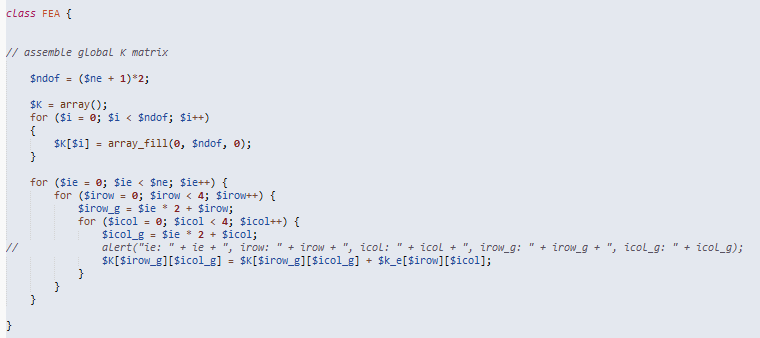 class FEA {
// assemble global K matrix
$ndof = ($ne + 1)*2;
$K = array();
for ($i = 0; $i < $ndof; $i++)
{
$K[$i] = array_fill(0, $ndof, 0);
}
for ($ie = 0; $ie < $ne; $ie++) {
for ($irow = 0; $irow < 4; $irow++) {
$irow_g = $ie * 2 + $irow;
for ($icol = 0; $icol < 4; $icol++) {
$icol_g = $ie * 2 + $icol;
// alert("ie: " + ie + ", irow: " + irow + ", icol: " + icol + ", irow_g: " + irow_g + ", icol_g: " + icol_g);
$K[$irow_g][$icol_g] = $K[$irow_g][$icol_g] + $k_e[$irow][$icol];
}
}
}
}